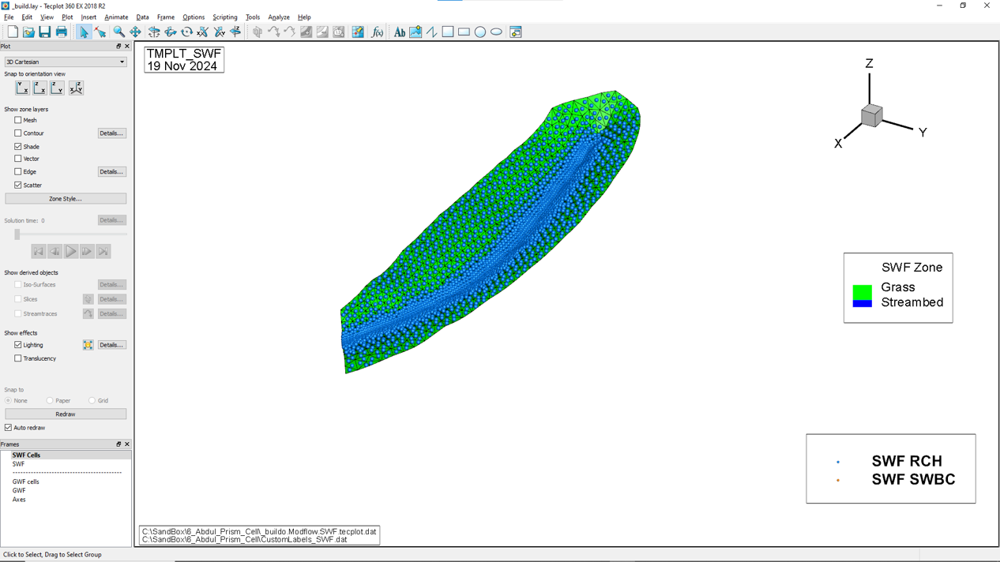 _build.lay - Tecplot 360 EX 2018 R2
File Edit View Plot Insert Animate Data Frame Options Scripting Tools Analyze Help
Plot
3D Cartesian
Snap to orientation view
Show zone layers
Mesh
Contour Details...
Shade
Vector
Edge Details...
Scatter
Zone Style...
Solution time: 0 Details...
Show derived objects
Iso-Surfaces Details...
Slices Details...
Streamtraces Details...
Show effects
Lighting Details...
Translucency
Snap to
None Paper Grid
Redraw
Auto redraw
Frames
SWF Cells
SWF
GWF cells
GWF
Axes
TMPLT_SWF
19 Nov 2024
Z
Y
X
SWF Zone
Grass
Streambed
SWF RCH
SWF SWBC
C:\SandBox\6_Abdul_Prism_Cell\_buildo.Modflow.SWF.tecplot.dat
C:\SandBox\6_Abdul_Prism_Cell\CustomLabels_SWF.dat
Click to Select, Drag to Select Group